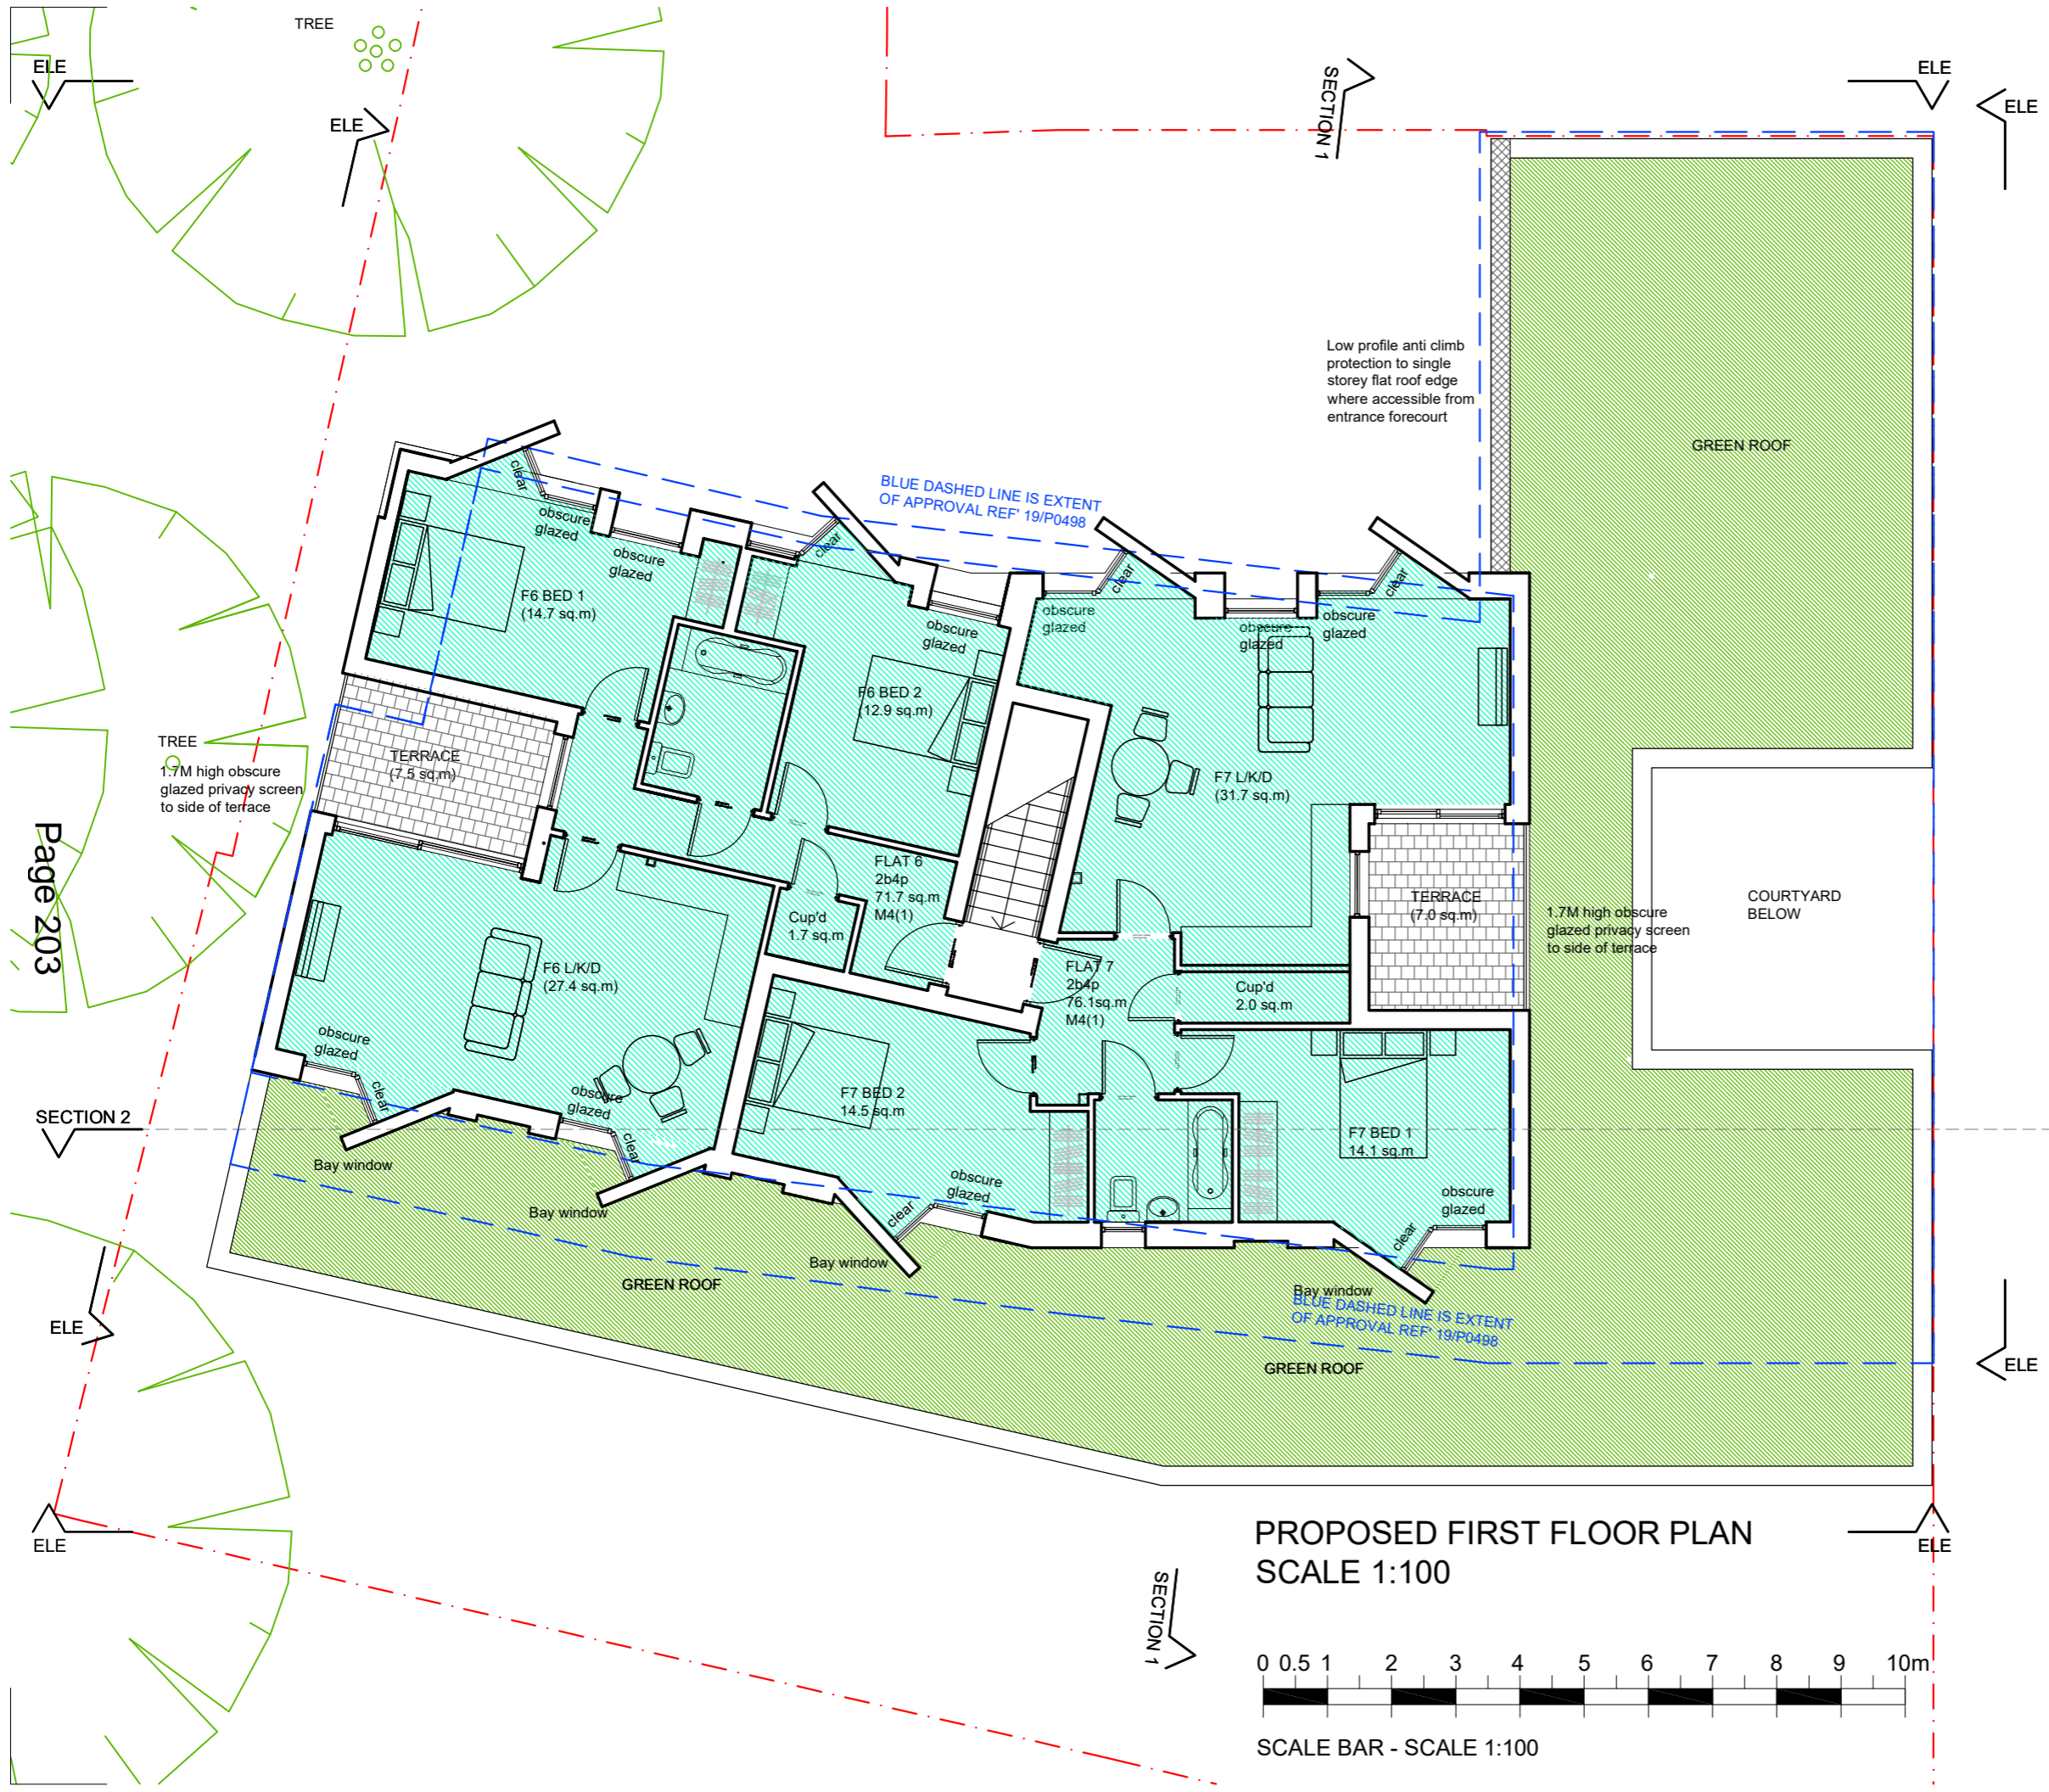 TREE
ELE
ELE
SECTION 1
ELE
ELE
Low profile anti climb
protection to single
storey flat roof edge
where accessible from
entrance forecourt
GREEN ROOF
BLUE DASHED LINE IS EXTENT
OF APPROVAL REF' 19/P0498
clear
obscure
glazed
obscure
glazed
clear
clear
clear
F6 BED 1
(14.7 sq.m)
obscure
glazed
obscure
glazed
obscure
glazed
obscure
glazed
F6 BED 2
(12.9 sq.m)
TREE
1.7M high obscure
glazed privacy screen
to side of terrace
TERRACE
(7.5 sq.m)
F7 L/K/D
(31.7 sq.m)
Page 203
FLAT 6
2b4p
71.7 sq.m
M4(1)
Cup'd
1.7 sq.m
TERRACE
(7.0 sq.m)
1.7M high obscure
glazed privacy screen
to side of terrace
COURTYARD
BELOW
F6 L/K/D
(27.4 sq.m)
FLAT 7
2b4p
76.1sq.m
M4(1)
Cup'd
2.0 sq.m
obscure
glazed
clear
obscure
glazed
clear
F7 BED 2
14.5 sq.m
F7 BED 1
14.1 sq.m
SECTION 2
Bay window
Bay window
obscure
glazed
clear
obscure
glazed
clear
Bay window
Bay window
GREEN ROOF
BLUE DASHED LINE IS EXTENT
OF APPROVAL REF' 19/P0498
GREEN ROOF
ELE
ELE
ELE
ELE
PROPOSED FIRST FLOOR PLAN
SCALE 1:100
SECTION 1
0 0.5 1 2 3 4 5 6 7 8 9 10m
SCALE BAR - SCALE 1:100